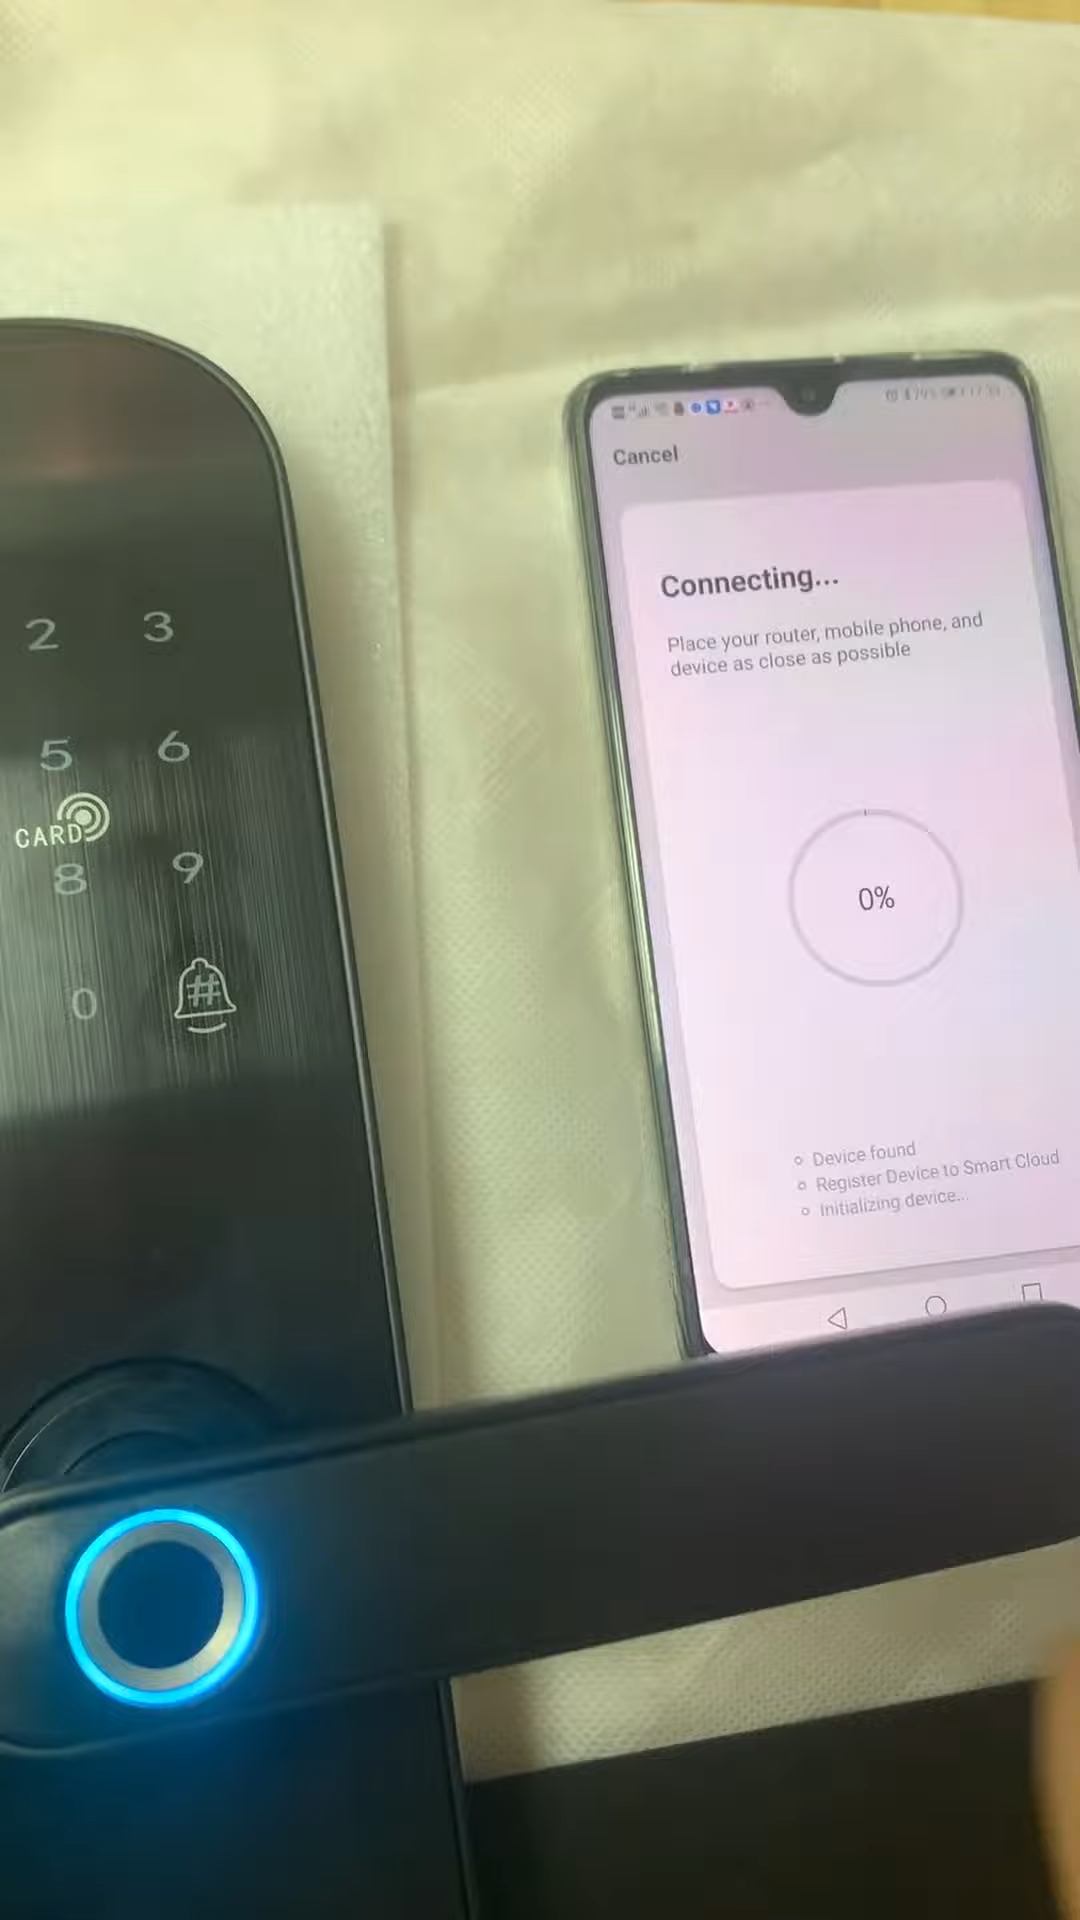 Cancel
Connecting...
Place your router, mobile phone, and
device as close as possible
2 3
5 6
CARD
8 9
0 #
0%
Device found
Register Device to Smart Cloud
Initializing device...